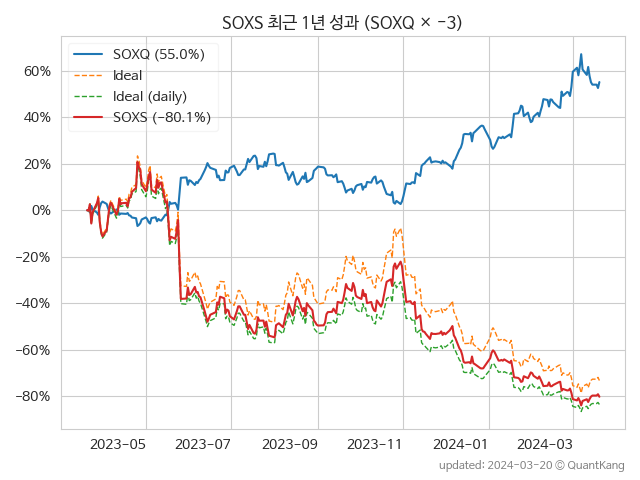 SOXS 최근 1년 성과 (SOXQ × −3)
SOXQ (55.0%)
Ideal
Ideal (daily)
SOXS (−80.1%)
60%
40%
20%
0%
−20%
−40%
−60%
−80%
2023-05
2023-07
2023-09
2023-11
2024-01
2024-03
updated: 2024-03-20 ⓒ QuantKang